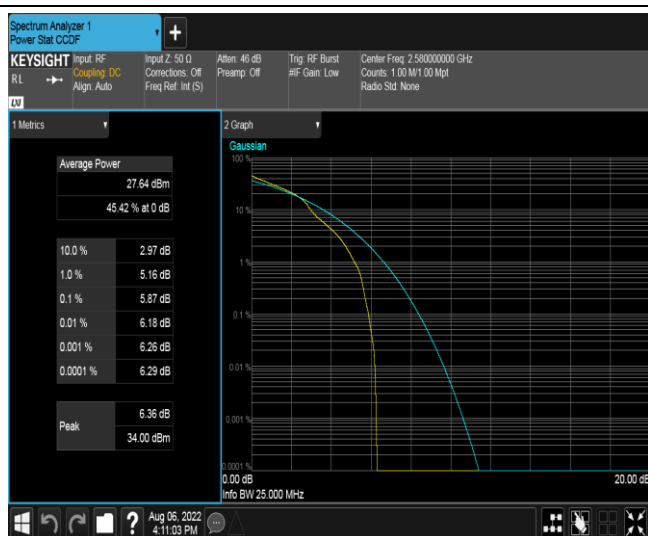 Spectrum Analyzer 1
Power Stat CCDF
+
KEYSIGHT
RL
LXI
Input: RF
Coupling: DC
Align: Auto
Input Z: 50 Ω
Corrections: Off
Freq Ref: Int (S)
Atten: 46 dB
Preamp: Off
Trig: RF Burst
#IF Gain: Low
Center Freq: 2.580000000 GHz
Counts: 1.00 M/1.00 Mpt
Radio Std: None
1 Metrics
Average Power
27.64 dBm
45.42 % at 0 dB
10.0 % 2.97 dB
1.0 % 5.16 dB
0.1 % 5.87 dB
0.01 % 6.18 dB
0.001 % 6.26 dB
0.0001 % 6.29 dB
Peak
6.36 dB
34.00 dBm
2 Graph
Gaussian
100 %
10 %
1 %
0.1 %
0.01 %
0.001 %
0.0001 %
0.00 dB
20.00 dB
Info BW 25.000 MHz
?
Aug 06, 2022
4:11:03 PM